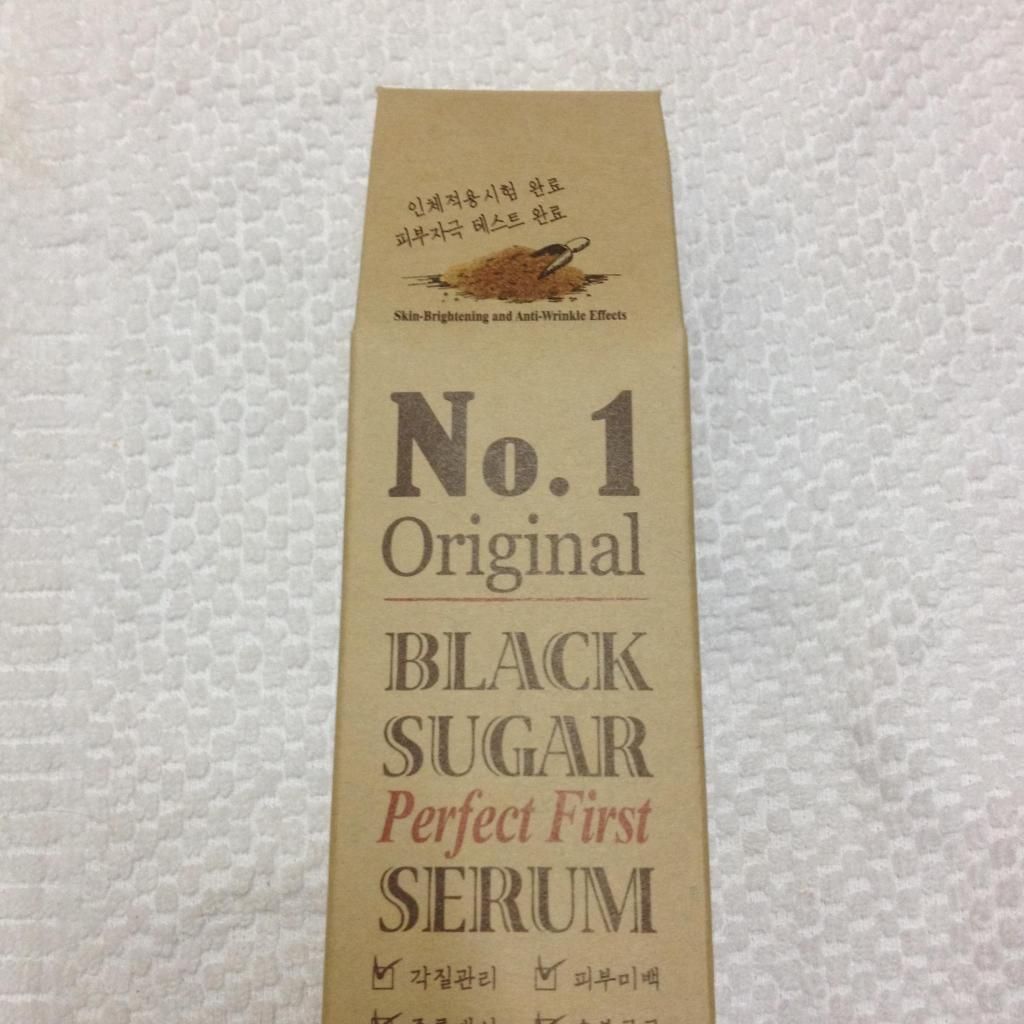 인체적용시험 완료
피부자극 테스트 완료
Skin-Brightening and Anti-Wrinkle Effects
No.1
Original
BLACK
SUGAR
Perfect First
SERUM
각질관리 피부미백